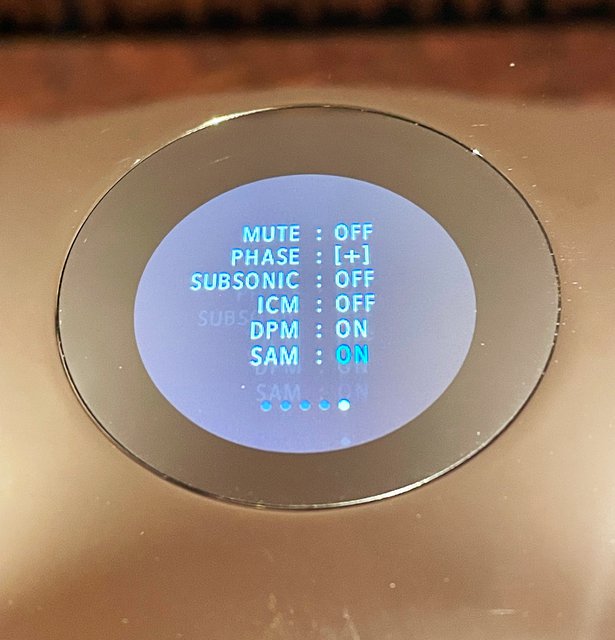 MUTE : OFF
PHASE : [+]
SUBSONIC : OFF
ICM : OFF
DPM : ON
SAM : ON